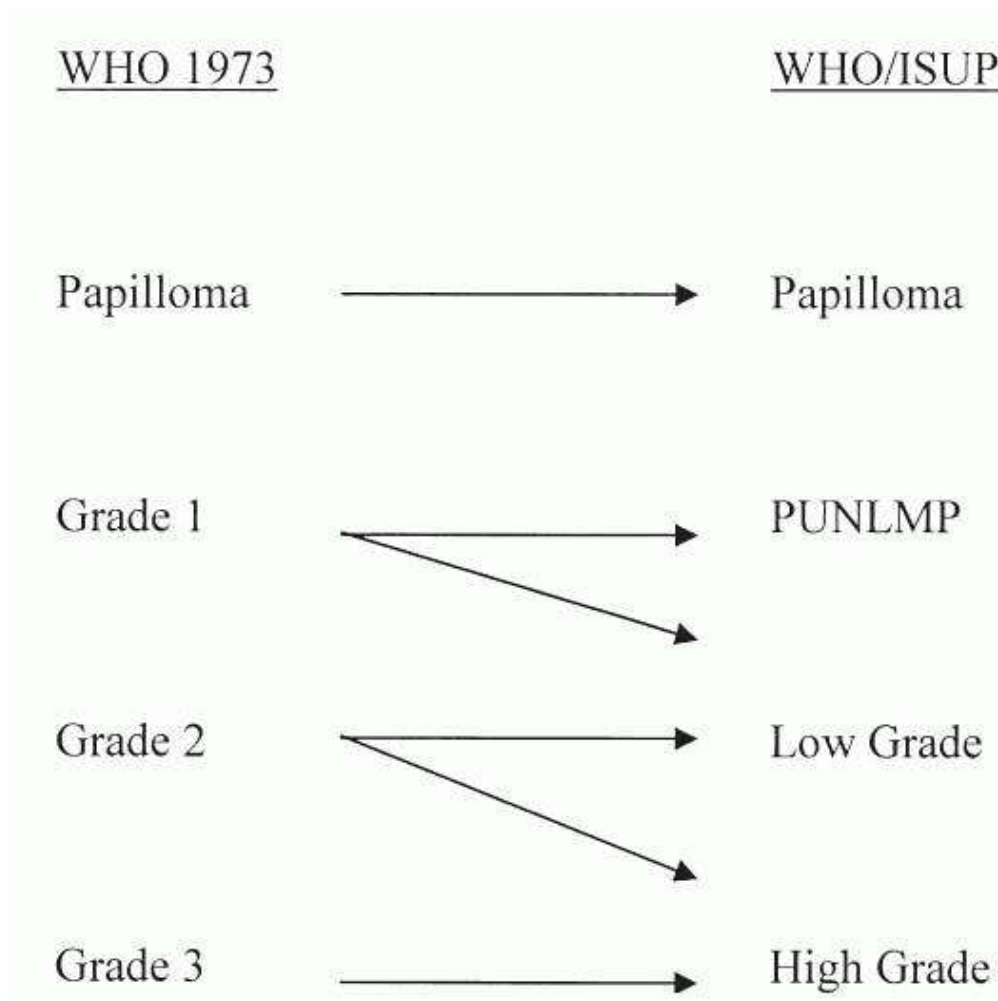 WHO 1973 WHO/ISUP
Papilloma Papilloma
Grade 1 PUNLMP
Grade 2 Low Grade
Grade 3 High Grade